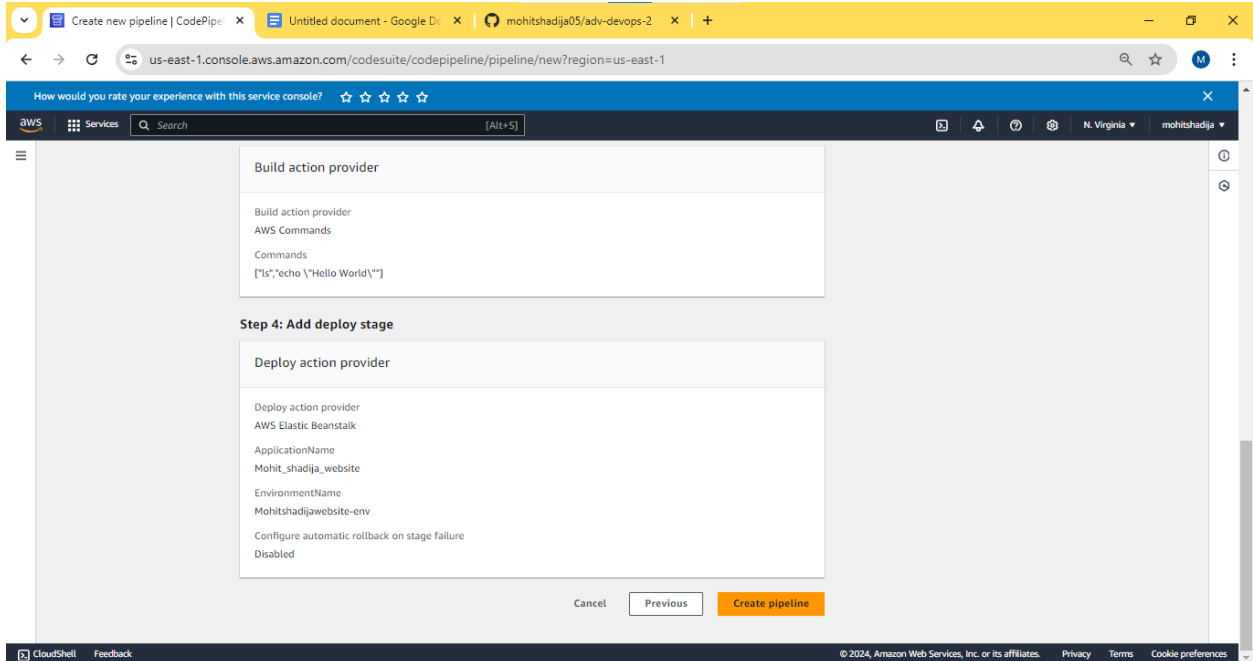 Create new pipeline | CodePipel
Untitled document - Google Do
mohitshadija05/adv-devops-2
us-east-1.console.aws.amazon.com/codesuite/codepipeline/pipeline/new?region=us-east-1
M
How would you rate your experience with this service console?
aws
Services
Search
[Alt+S]
N. Virginia
mohitshadija
Build action provider
Build action provider
AWS Commands
Commands
["ls","echo \"Hello World\""]
Step 4: Add deploy stage
Deploy action provider
Deploy action provider
AWS Elastic Beanstalk
ApplicationName
Mohit_shadija_website
EnvironmentName
Mohitshadijawebsite-env
Configure automatic rollback on stage failure
Disabled
Cancel
Previous
Create pipeline
CloudShell
Feedback
© 2024, Amazon Web Services, Inc. or its affiliates.
Privacy
Terms
Cookie preferences